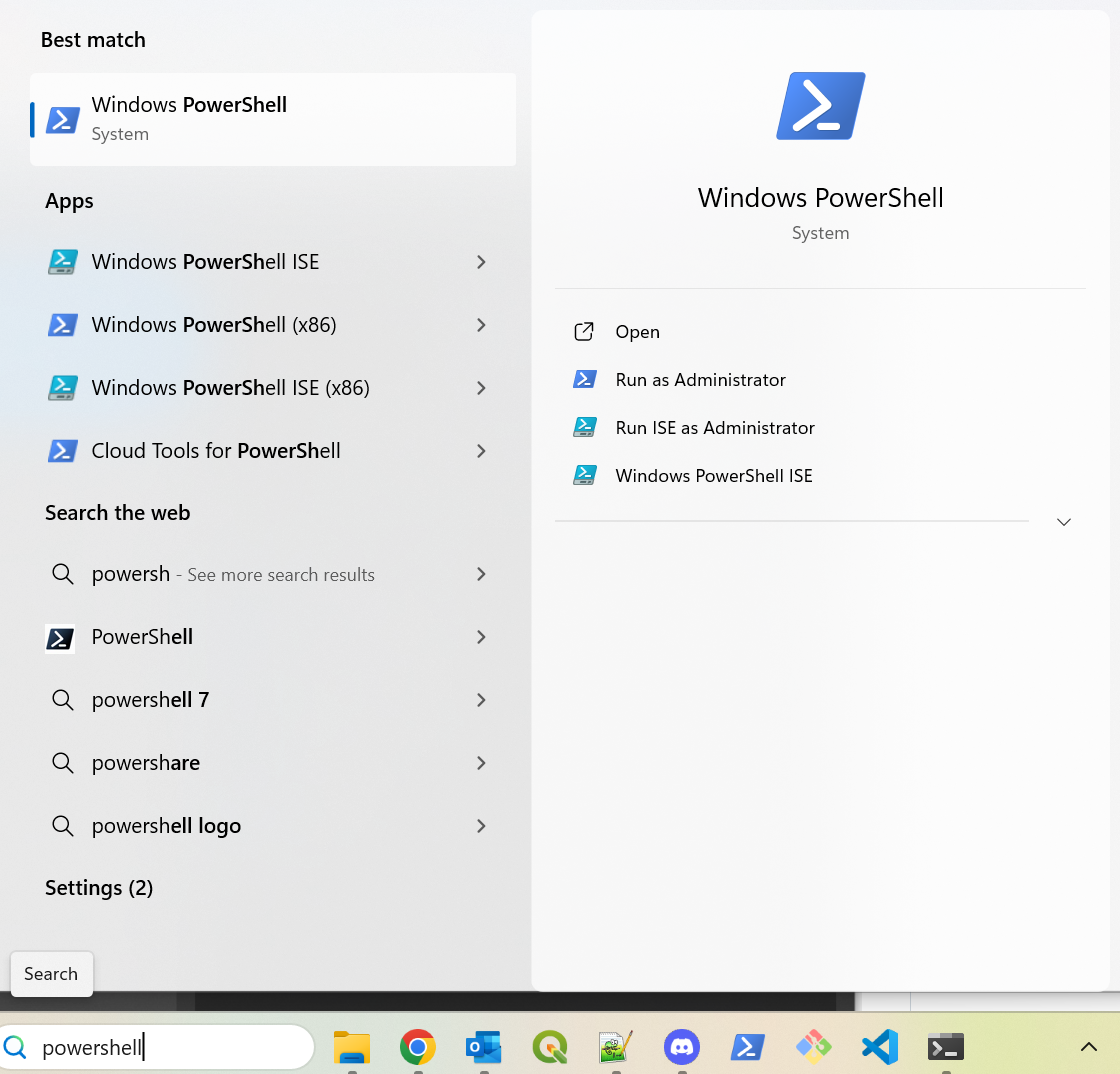 Best match
Windows PowerShell
System
Apps
Windows PowerShell ISE
Windows PowerShell (x86)
Windows PowerShell ISE (x86)
Cloud Tools for PowerShell
Search the web
powersh - See more search results
PowerShell
powershell 7
powershare
powershell logo
Settings (2)
Search
Windows PowerShell
System
Open
Run as Administrator
Run ISE as Administrator
Windows PowerShell ISE
powershell